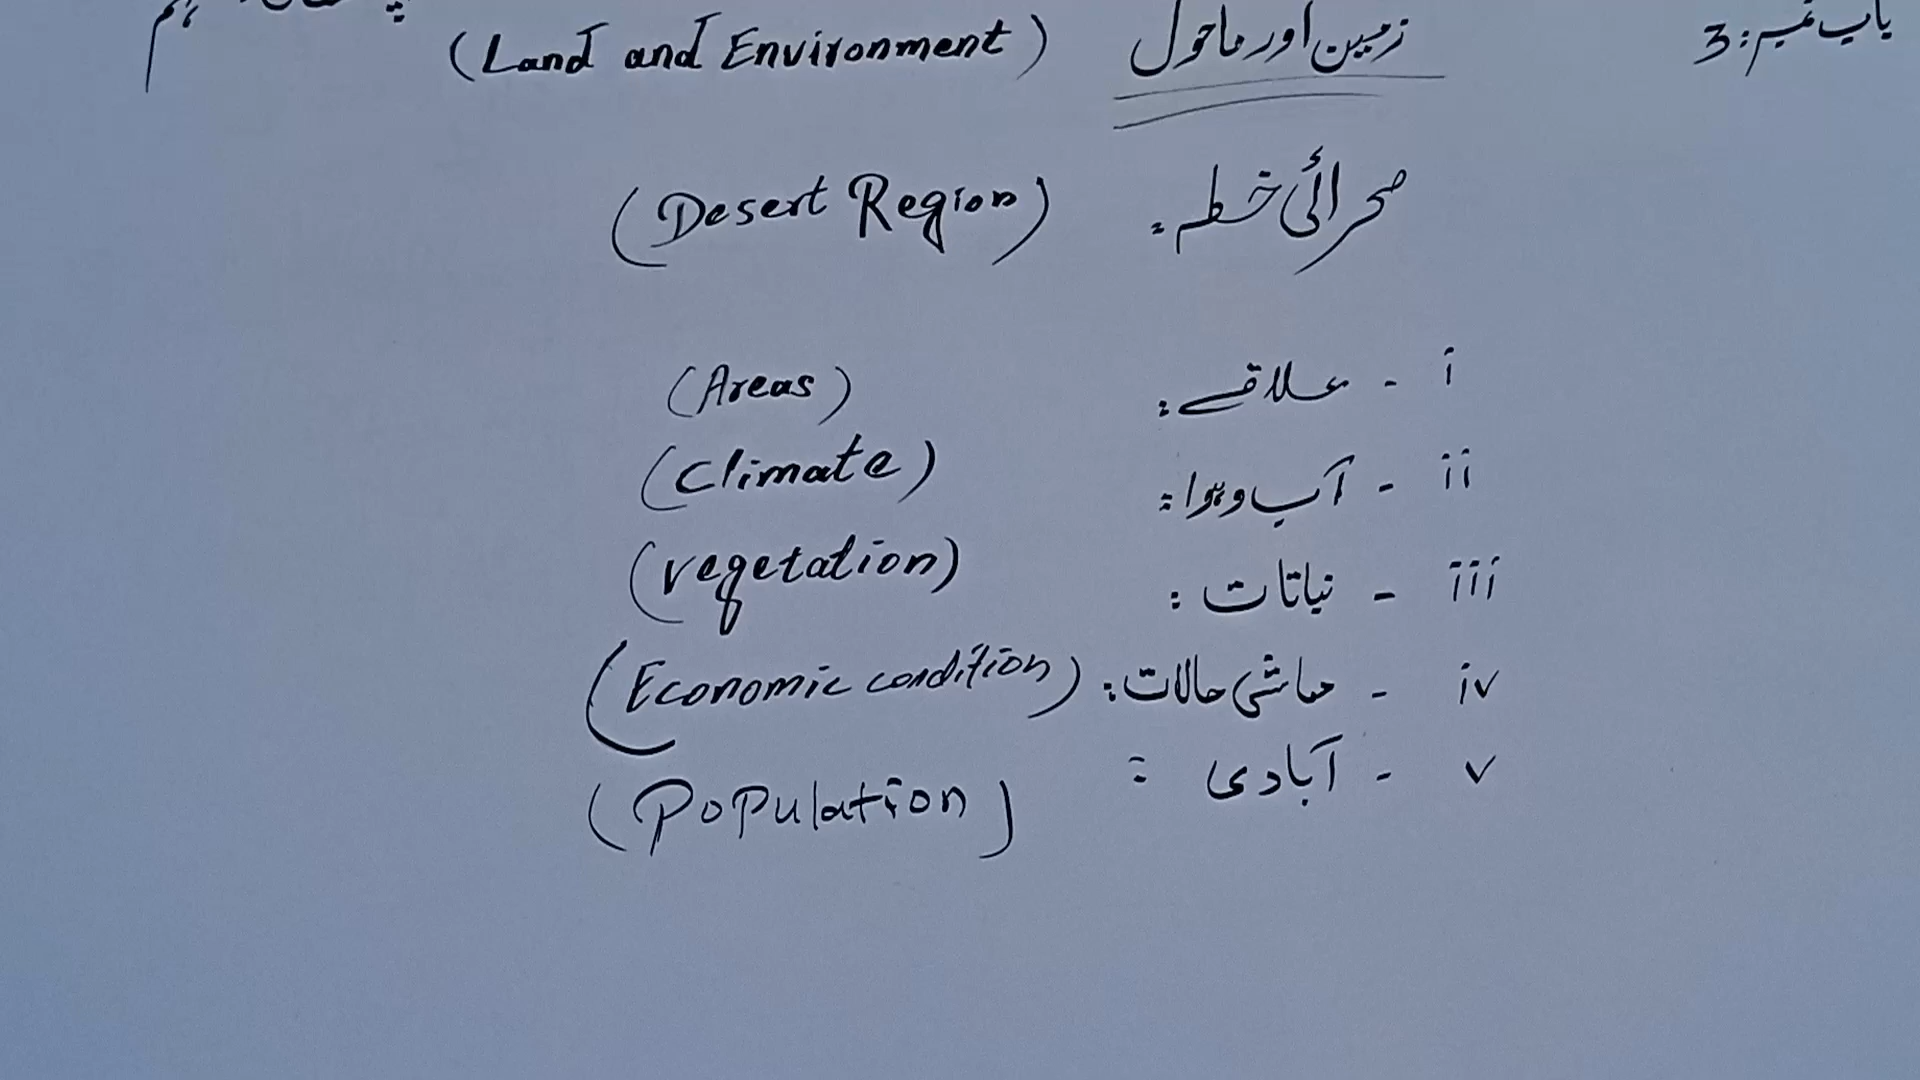 باب نمبر: 3 زمین اور ماحول (Land and Environment)
صحرائی خطہ: (Desert Region)
i - علاقے: (Areas)
ii - آب و ہوا: (Climate)
iii - نباتات: (vegetation)
iv - معاشی حالات: (Economic condition)
v - آبادی: (Population)